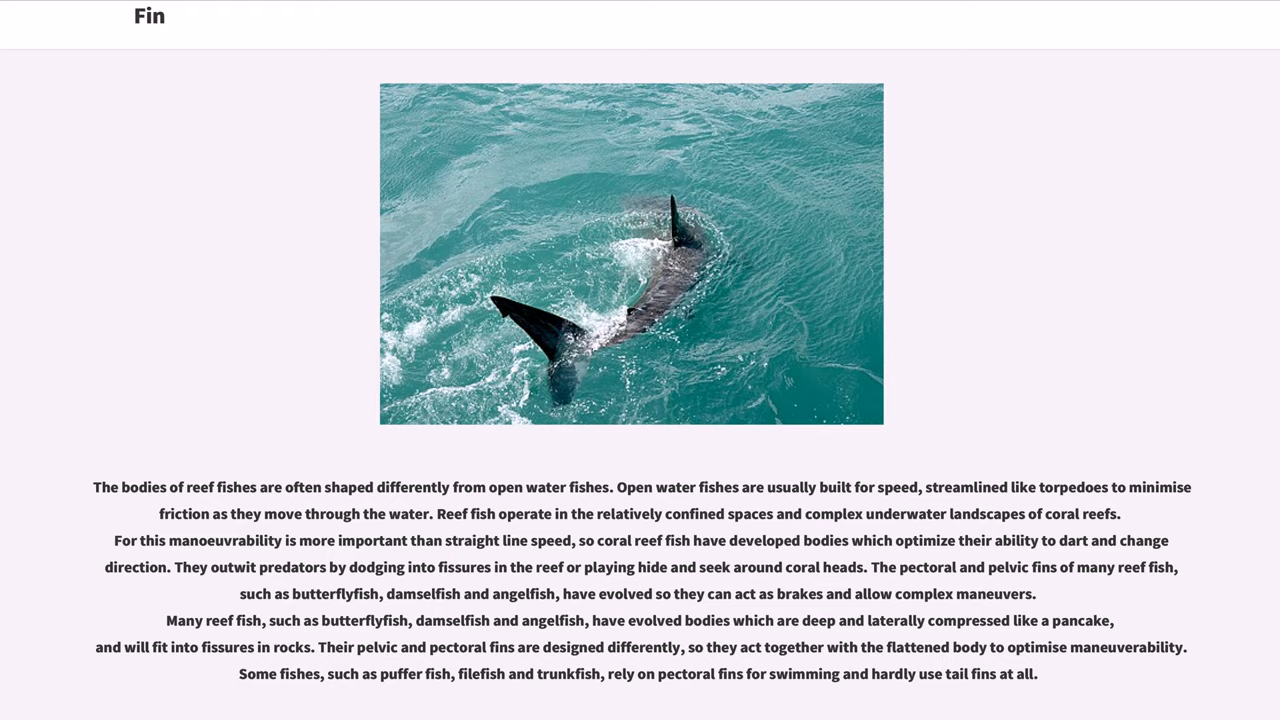 Fin
The bodies of reef fishes are often shaped differently from open water fishes. Open water fishes are usually built for speed, streamlined like torpedoes to minimise
friction as they move through the water. Reef fish operate in the relatively confined spaces and complex underwater landscapes of coral reefs.
For this manoeuvrability is more important than straight line speed, so coral reef fish have developed bodies which optimize their ability to dart and change
direction. They outwit predators by dodging into fissures in the reef or playing hide and seek around coral heads. The pectoral and pelvic fins of many reef fish,
such as butterflyfish, damselfish and angelfish, have evolved so they can act as brakes and allow complex maneuvers.
Many reef fish, such as butterflyfish, damselfish and angelfish, have evolved bodies which are deep and laterally compressed like a pancake,
and will fit into fissures in rocks. Their pelvic and pectoral fins are designed differently, so they act together with the flattened body to optimise maneuverability.
Some fishes, such as puffer fish, filefish and trunkfish, rely on pectoral fins for swimming and hardly use tail fins at all.